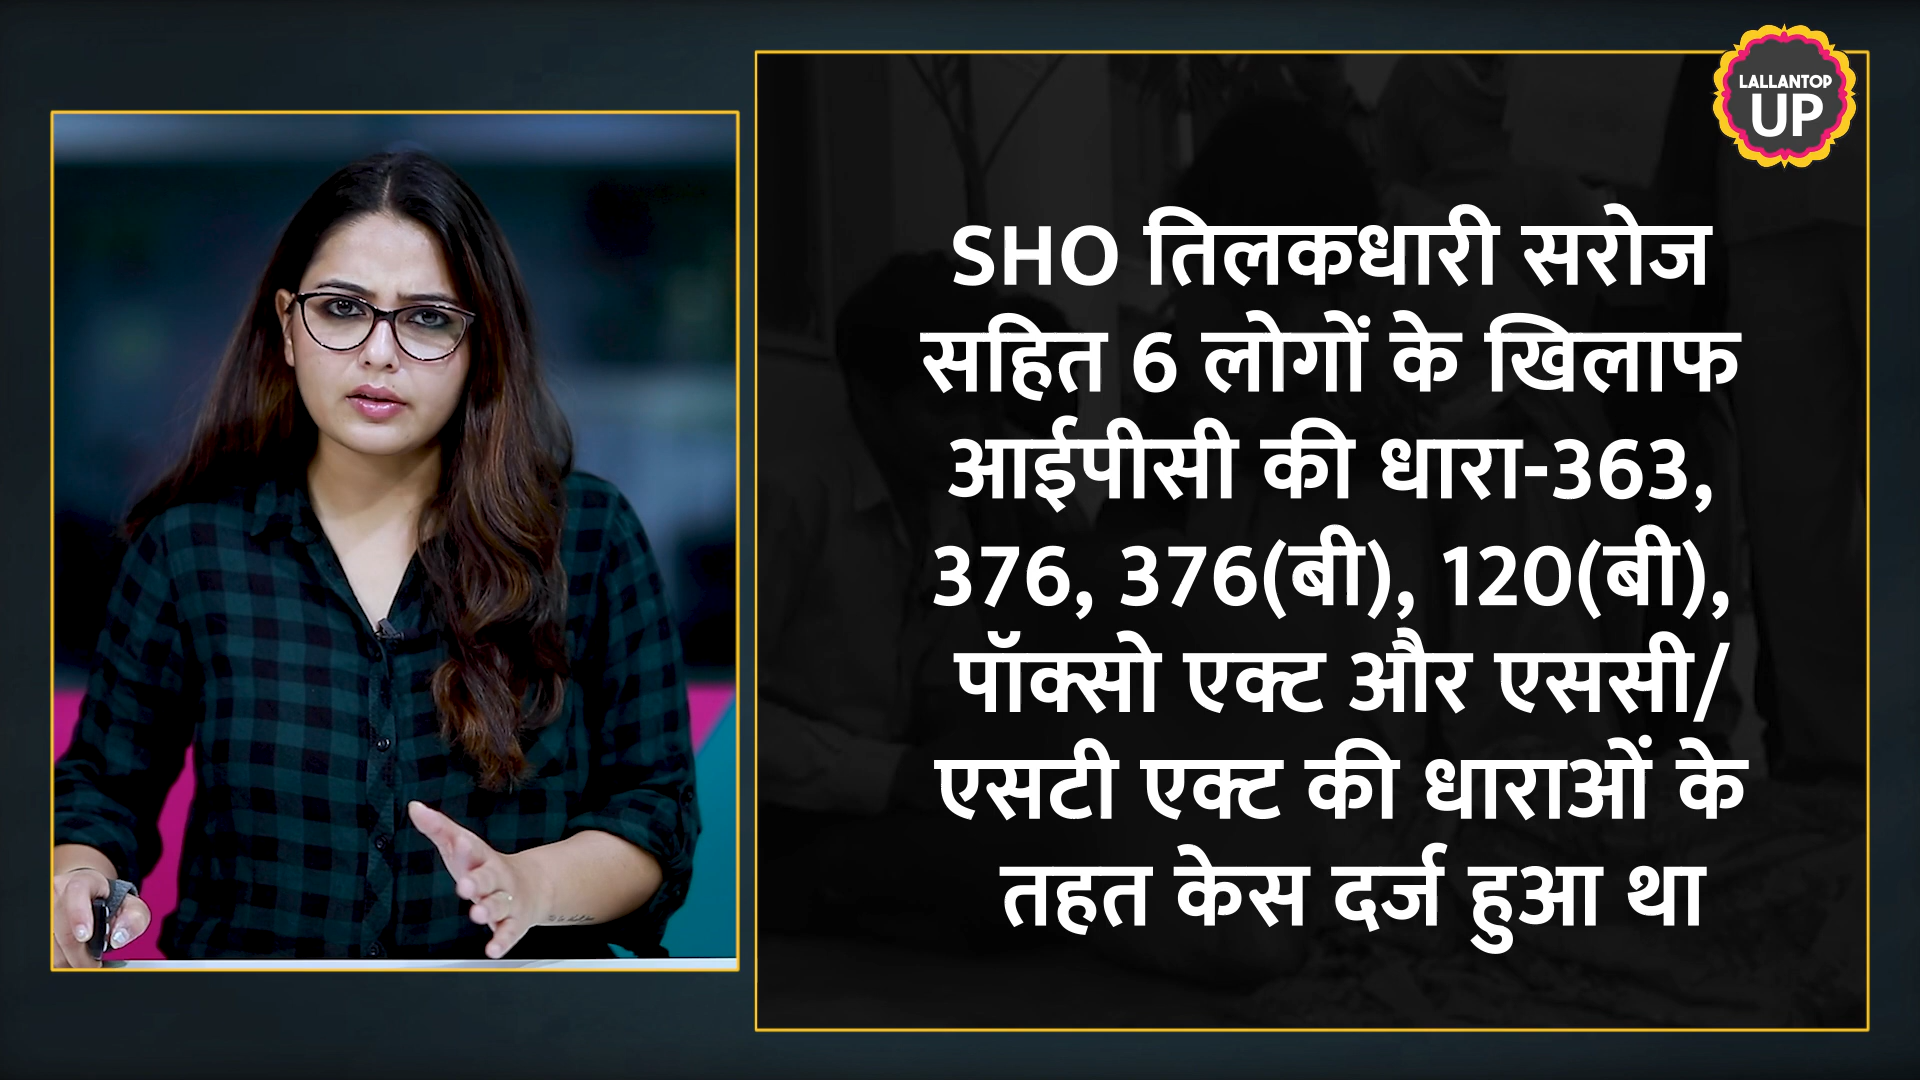 LALLANTOP
UP
SHO तिलकधारी सरोज
सहित 6 लोगों के खिलाफ
आईपीसी की धारा-363,
376, 376(बी), 120(बी),
पॉक्सो एक्ट और एससी/
एसटी एक्ट की धाराओं के
तहत केस दर्ज हुआ था